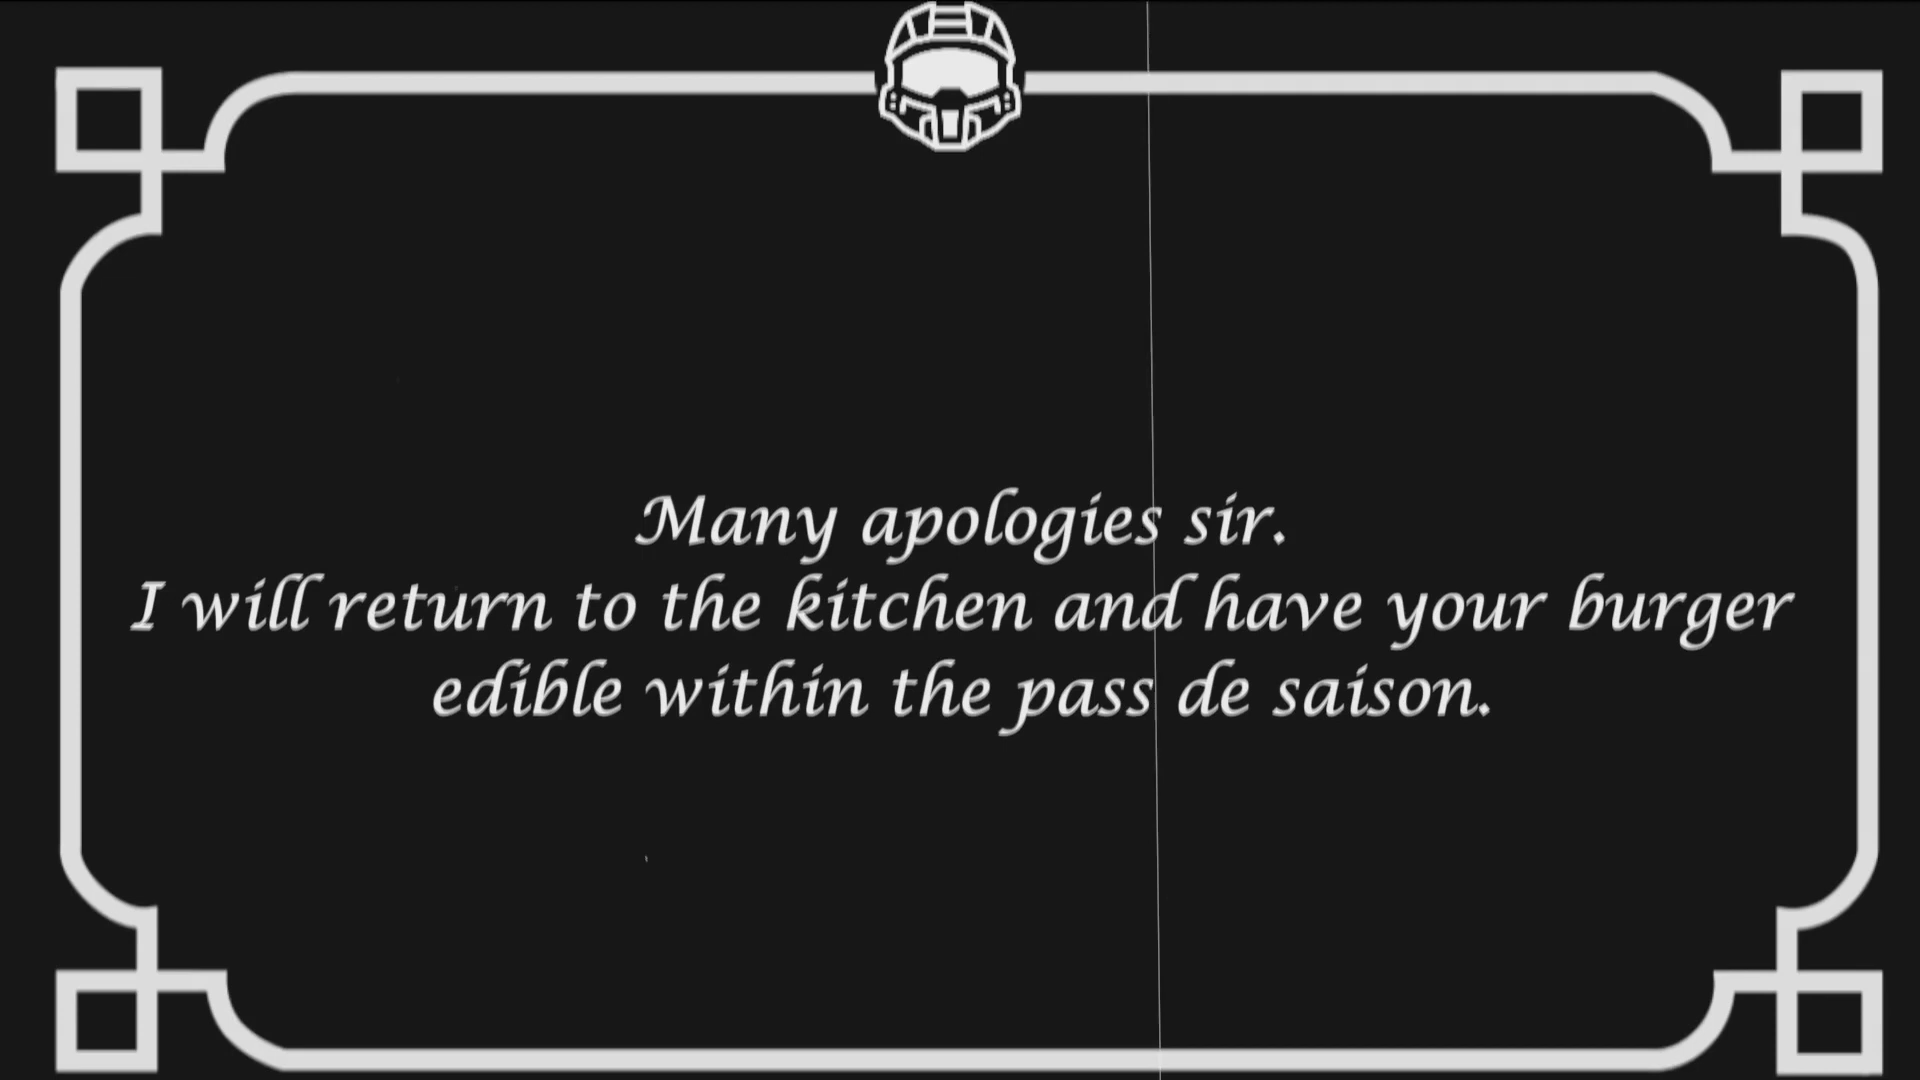 Many apologies sir.
I will return to the kitchen and have your burger
edible within the pass de saison.